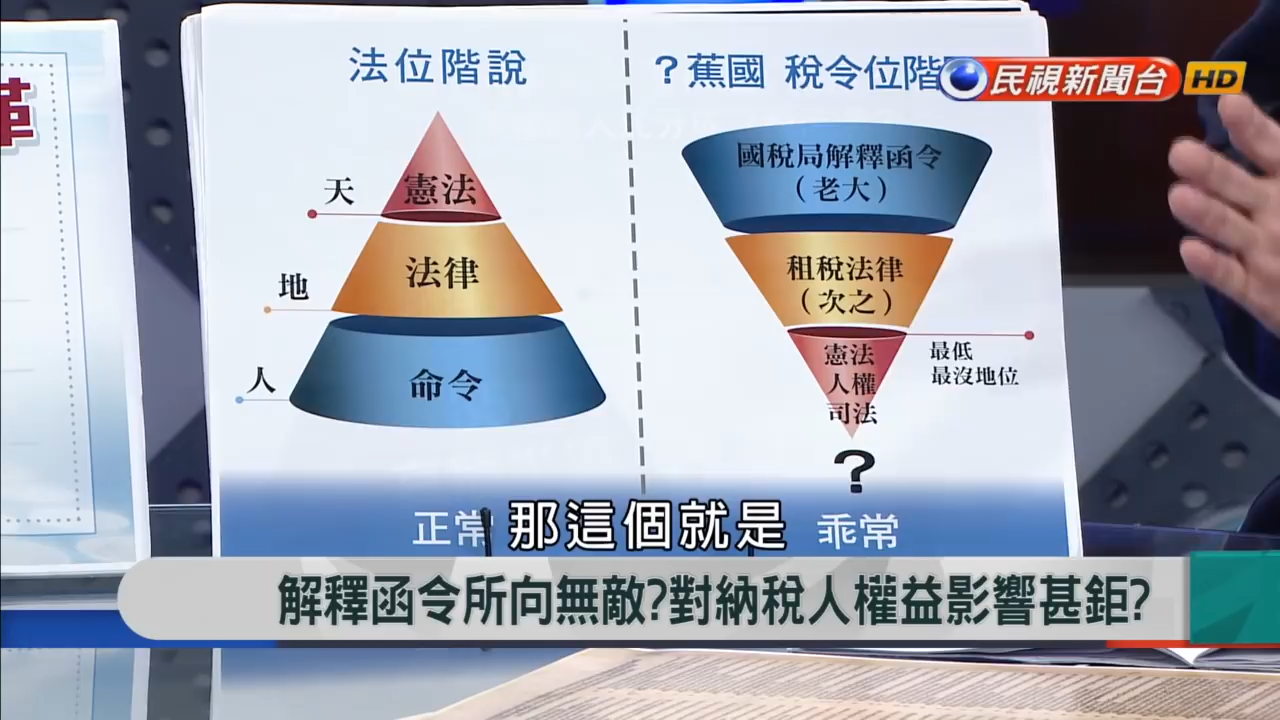 革
法位階說
?蕉國 稅令位階
民視新聞台 HD
天
憲法
地
法律
人
命令
國稅局解釋函令
(老大)
租稅法律
(次之)
憲法
人權
司法
最低
最沒地位
?
正常
那這個就是
乖常
解釋函令所向無敵?對納稅人權益影響甚鉅?